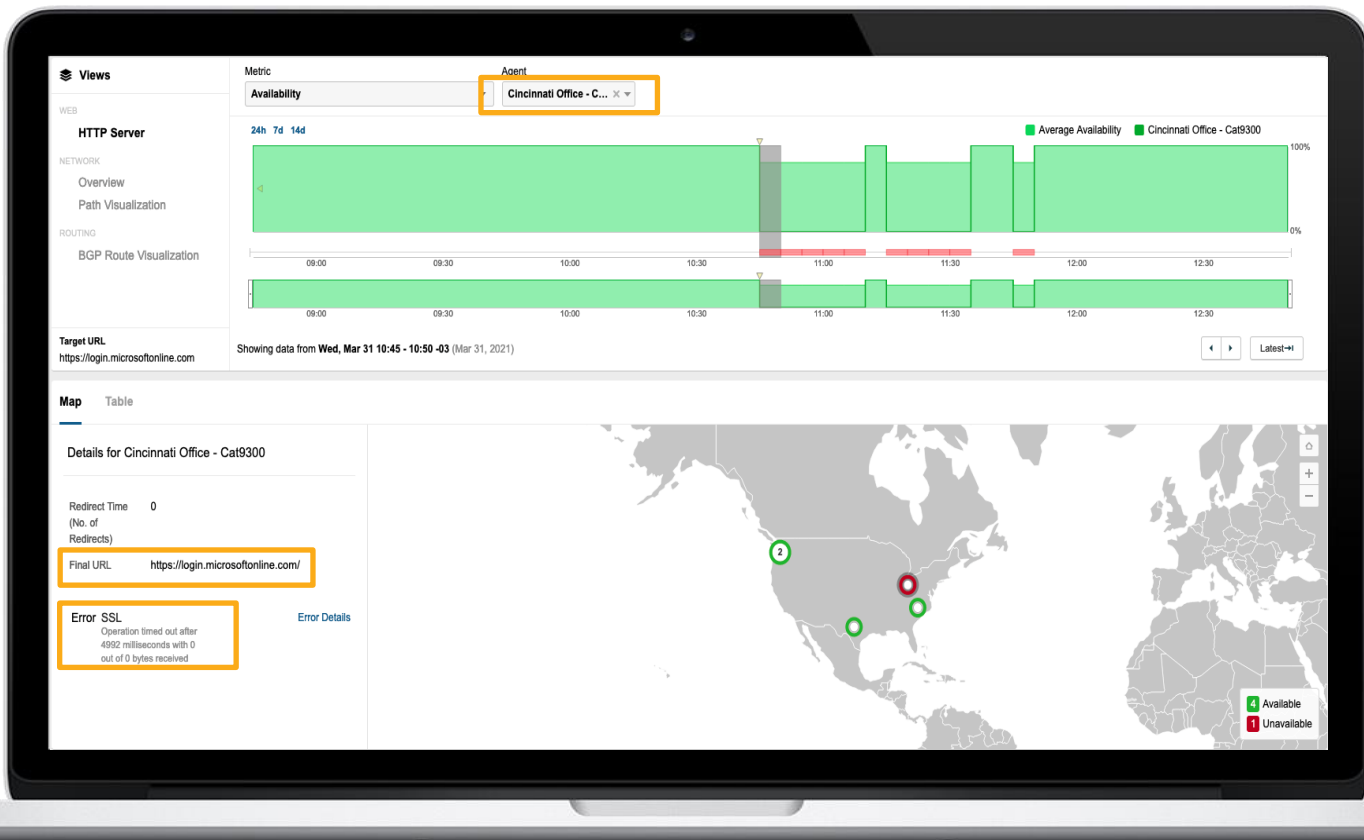 Views
WEB
HTTP Server
NETWORK
Overview
Path Visualization
ROUTING
BGP Route Visualization
Target URL
https://login.microsoftonline.com
Metric
Availability
Agent
Cincinnati Office - C...
24h 7d 14d
Average Availability
Cincinnati Office - Cat9300
100%
0%
09:00 09:30 10:00 10:30 11:00 11:30 12:00 12:30
09:00 09:30 10:00 10:30 11:00 11:30 12:00 12:30
Showing data from Wed, Mar 31 10:45 - 10:50 -03 (Mar 31, 2021)
Latest
Map Table
Details for Cincinnati Office - Cat9300
Redirect Time 0
(No. of
Redirects)
Final URL https://login.microsoftonline.com/
Error SSL Error Details
Operation timed out after
4992 milliseconds with 0
out of 0 bytes received
2
4 Available
1 Unavailable